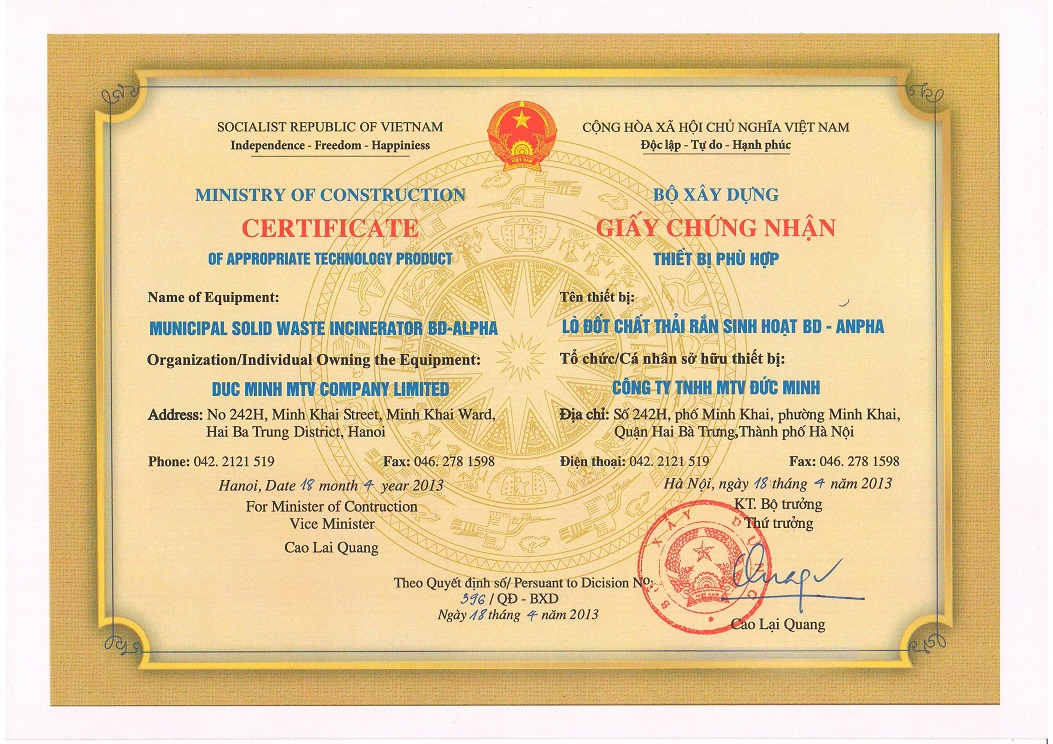 SOCIALIST REPUBLIC OF VIETNAM
Independence - Freedom - Happiniess
MINISTRY OF CONSTRUCTION
CERTIFICATE
OF APPROPRIATE TECHNOLOGY PRODUCT
Name of Equipment:
MUNICIPAL SOLID WASTE INCINERATOR BD-ALPHA
Organization/Individual Owning the Equipment:
DUC MINH MTV COMPANY LIMITED
Address: No 242H, Minh Khai Street, Minh Khai Ward,
Hai Ba Trung District, Hanoi
Phone: 042. 2121 519 Fax: 046. 278 1598
Hanoi, Date 18 month 4 year 2013
For Minister of Contruction
Vice Minister
Cao Lai Quang
CỘNG HÒA XÃ HỘI CHỦ NGHĨA VIỆT NAM
Độc lập - Tự do - Hạnh phúc
BỘ XÂY DỰNG
GIẤY CHỨNG NHẬN
THIẾT BỊ PHÙ HỢP
Tên thiết bị:
LÒ ĐỐT CHẤT THẢI RẮN SINH HOẠT BD - ANPHA
Tổ chức/Cá nhân sở hữu thiết bị:
CÔNG TY TNHH MTV ĐỨC MINH
Địa chỉ: Số 242H, phố Minh Khai, phường Minh Khai,
Quận Hai Bà Trưng,Thành phố Hà Nội
Điện thoại: 042. 2121 519 Fax: 046. 278 1598
Hà Nội, ngày 18 tháng 4 năm 2013
KT. Bộ trưởng
Thứ trưởng
BỘ XÂY DỰNG
Cao Lại Quang
Theo Quyết định số/ Persuant to Dicision Nº:
396 / QĐ - BXD
Ngày 18 tháng 4 năm 2013